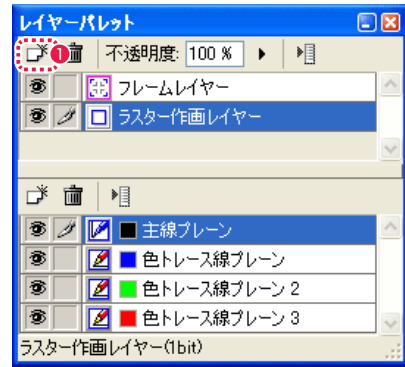 レイヤーパレット
1 不透明度: 100 %
フレームレイヤー
ラスター作画レイヤー
主線プレーン
色トレース線プレーン
色トレース線プレーン 2
色トレース線プレーン 3
ラスター作画レイヤー(1bit)